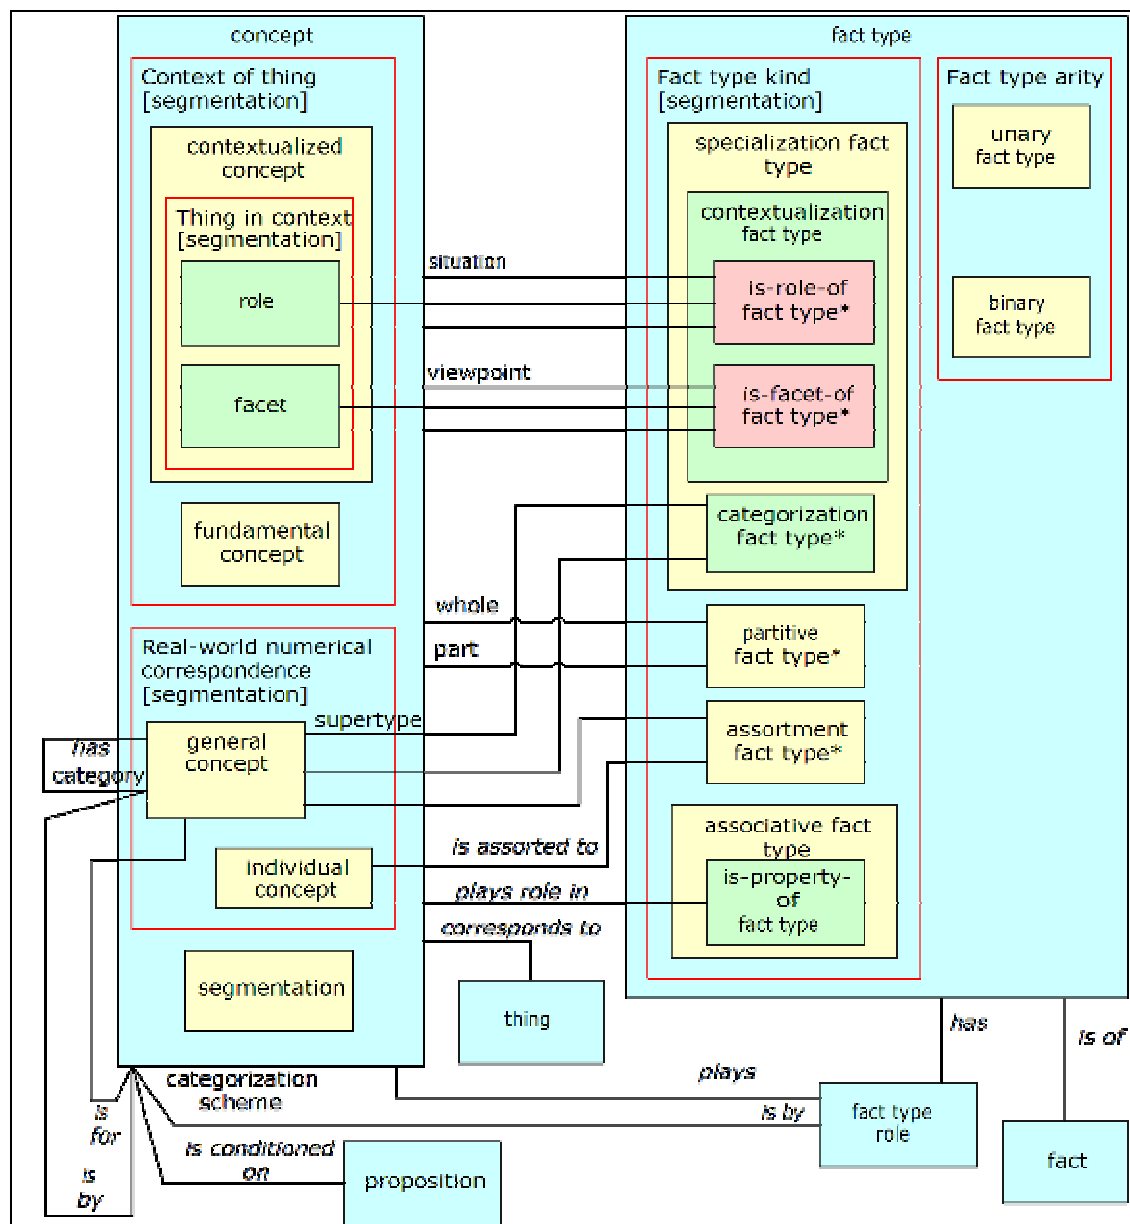 concept
Context of thing
[segmentation]
contextualized
concept
Thing in context
[segmentation]
role
facet
fundamental
concept
Real-world numerical
correspondence
[segmentation]
general
concept
supertype
has
category
individual
concept
segmentation
situation
viewpoint
whole
part
is assorted to
plays role in
corresponds to
thing
fact type
Fact type kind
[segmentation]
specialization fact
type
contextualization
fact type
is-role-of
fact type*
is-facet-of
fact type*
categorization
fact type*
partitive
fact type*
assortment
fact type*
associative fact
type
is-property-
of
fact type
Fact type arity
unary
fact type
binary
fact type
has
is of
categorization
scheme
plays
is by
fact type
role
fact
is
for
is
by
is conditioned
on
proposition